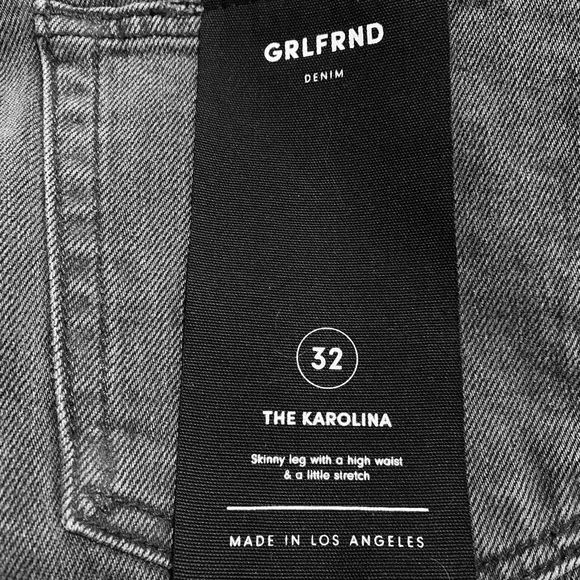 GRLFRND
DENIM
32
THE KAROLINA
Skinny leg with a high waist
& a little stretch
MADE IN LOS ANGELES